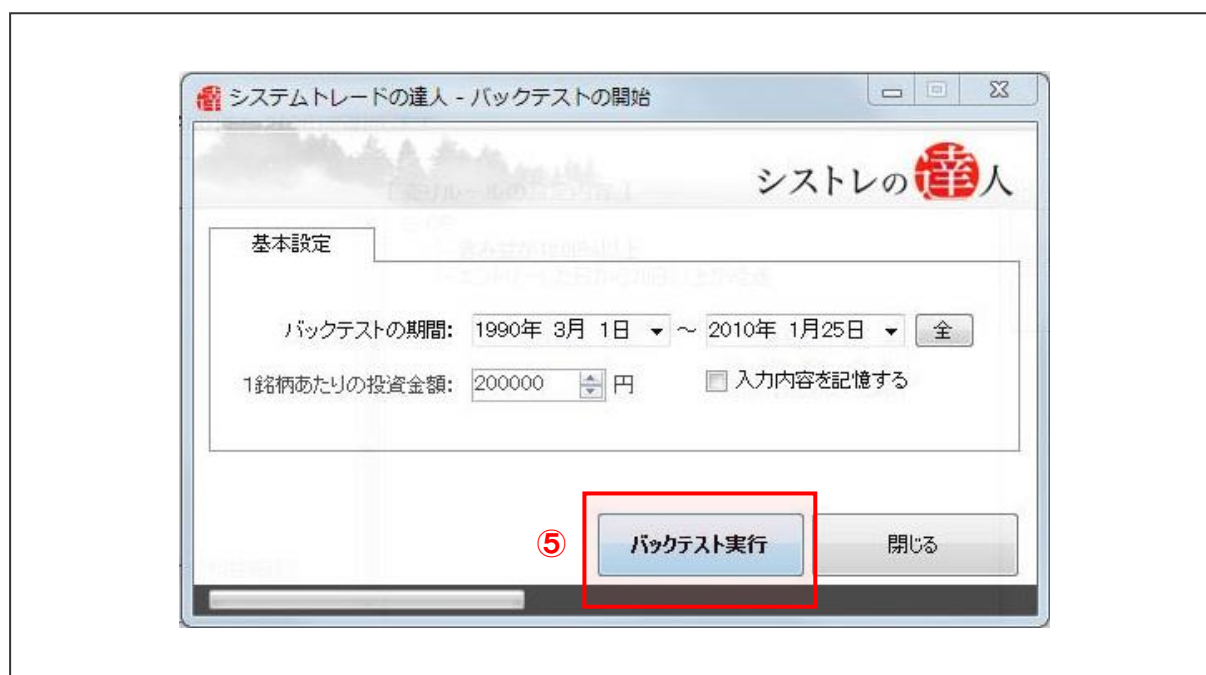 システムトレードの達人 - バックテストの開始
シストレの達人
基本設定
バックテストの期間: 1990年 3月 1日 ～ 2010年 1月25日 全
1銘柄あたりの投資金額: 200000 円 入力内容を記憶する
⑤ バックテスト実行 閉じる